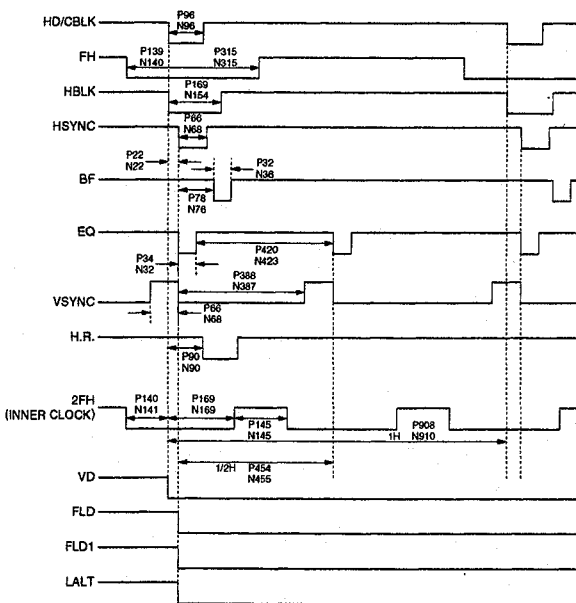 HD/CBLK
P96
N96
FH
P139
N140
P315
N315
HBLK
P169
N154
HSYNC
P66
N68
P22
N22
P32
N36
BF
P78
N76
EQ
P420
N423
P34
N32
P388
N387
VSYNC
P66
N68
H.R.
P90
N90
2FH
(INNER CLOCK)
P140
N141
P169
N169
P145
N145
1H
P908
N910
1/2H
P454
N455
VD
FLD
FLD1
LALT